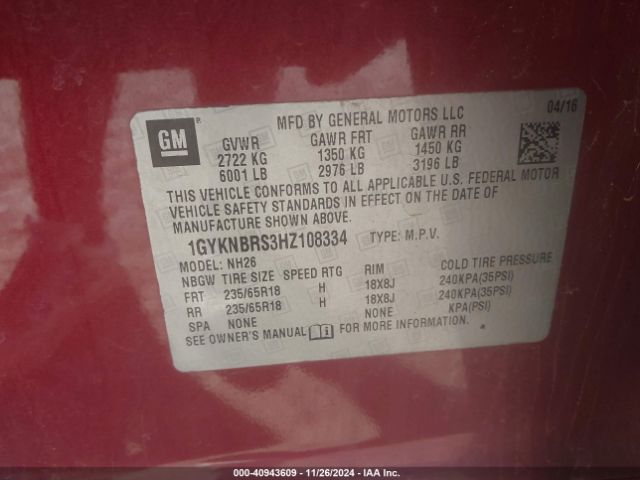 GM
®
MFD BY GENERAL MOTORS LLC
04/16
GVWR GAWR FRT GAWR RR
2722 KG 1350 KG 1450 KG
6001 LB 2976 LB 3196 LB
THIS VEHICLE CONFORMS TO ALL APPLICABLE U.S. FEDERAL MOTOR
VEHICLE SAFETY STANDARDS IN EFFECT ON THE DATE OF
MANUFACTURE SHOWN ABOVE.
1GYKNBRS3HZ108334 TYPE: M.P.V.
MODEL: NH26
NBGW TIRE SIZE SPEED RTG RIM COLD TIRE PRESSURE
FRT 235/65R18 H 18X8J 240KPA(35PSI)
RR 235/65R18 H 18X8J 240KPA(35PSI)
SPA NONE NONE KPA(PSI)
SEE OWNER'S MANUAL FOR MORE INFORMATION.
000-40943609 - 11/26/2024 - IAA Inc.